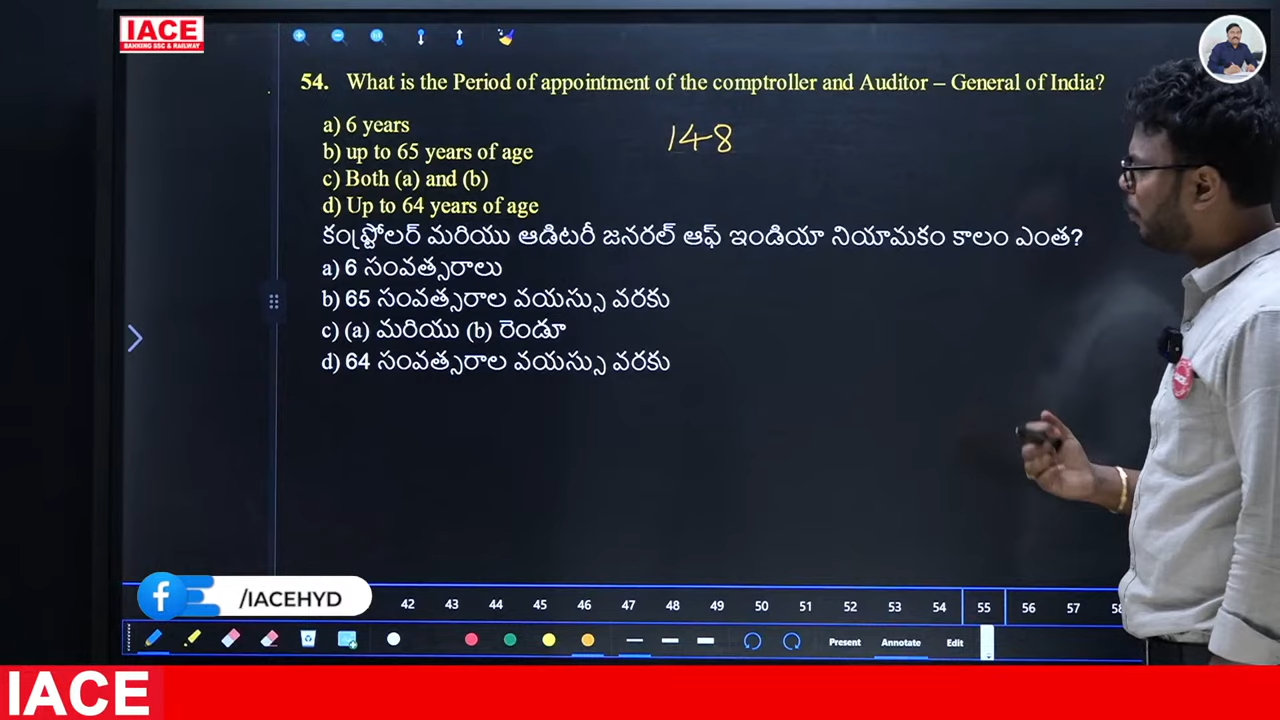 IACE
BANKING SSC & RAILWAY
54. What is the Period of appointment of the comptroller and Auditor – General of India?
a) 6 years
148
b) up to 65 years of age
c) Both (a) and (b)
d) Up to 64 years of age
కంప్ట్రోలర్ మరియు ఆడిటరీ జనరల్ ఆఫ్ ఇండియా నియామకం కాలం ఎంత?
a) 6 సంవత్సరాలు
b) 65 సంవత్సరాల వయస్సు వరకు
c) (a) మరియు (b) రెండూ
d) 64 సంవత్సరాల వయస్సు వరకు
/IACEHYD
42 43 44 45 46 47 48 49 50 51 52 53 54 55 56 57 58
Present Annotate Edit
IACE